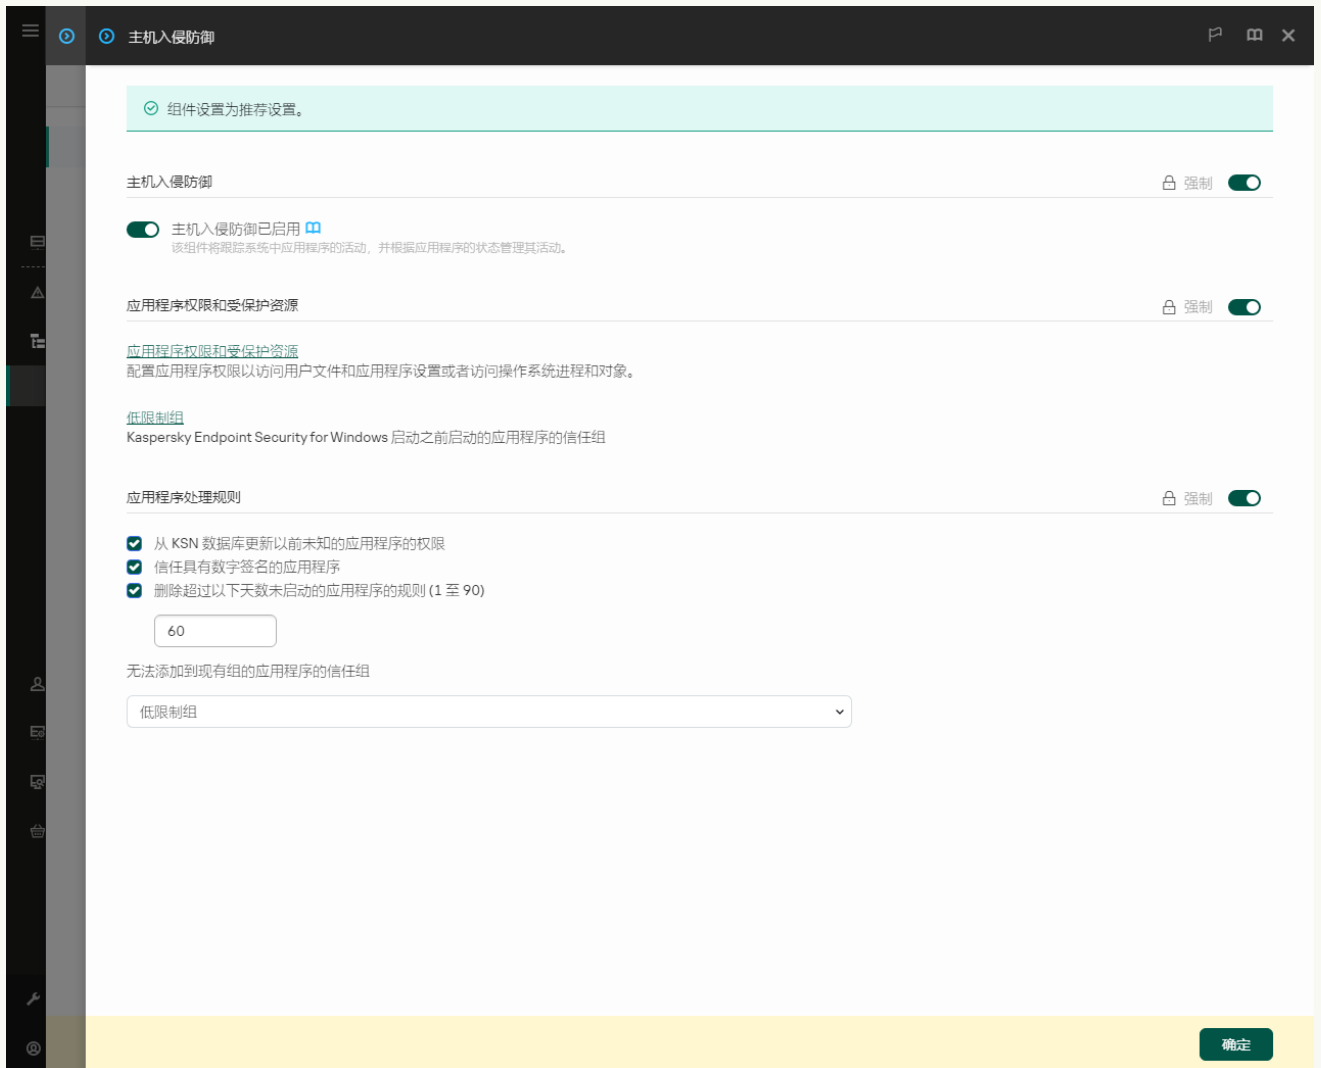 主机入侵防御
组件设置为推荐设置。
主机入侵防御 强制
主机入侵防御已启用
该组件将跟踪系统中应用程序的活动，并根据应用程序的状态管理其活动。
应用程序权限和受保护资源 强制
应用程序权限和受保护资源
配置应用程序权限以访问用户文件和应用程序设置或者访问操作系统进程和对象。
低限制组
Kaspersky Endpoint Security for Windows 启动之前启动的应用程序的信任组
应用程序处理规则 强制
从 KSN 数据库更新以前未知的应用程序的权限
信任具有数字签名的应用程序
删除超过以下天数未启动的应用程序的规则 (1 至 90)
60
无法添加到现有组的应用程序的信任组
低限制组
确定